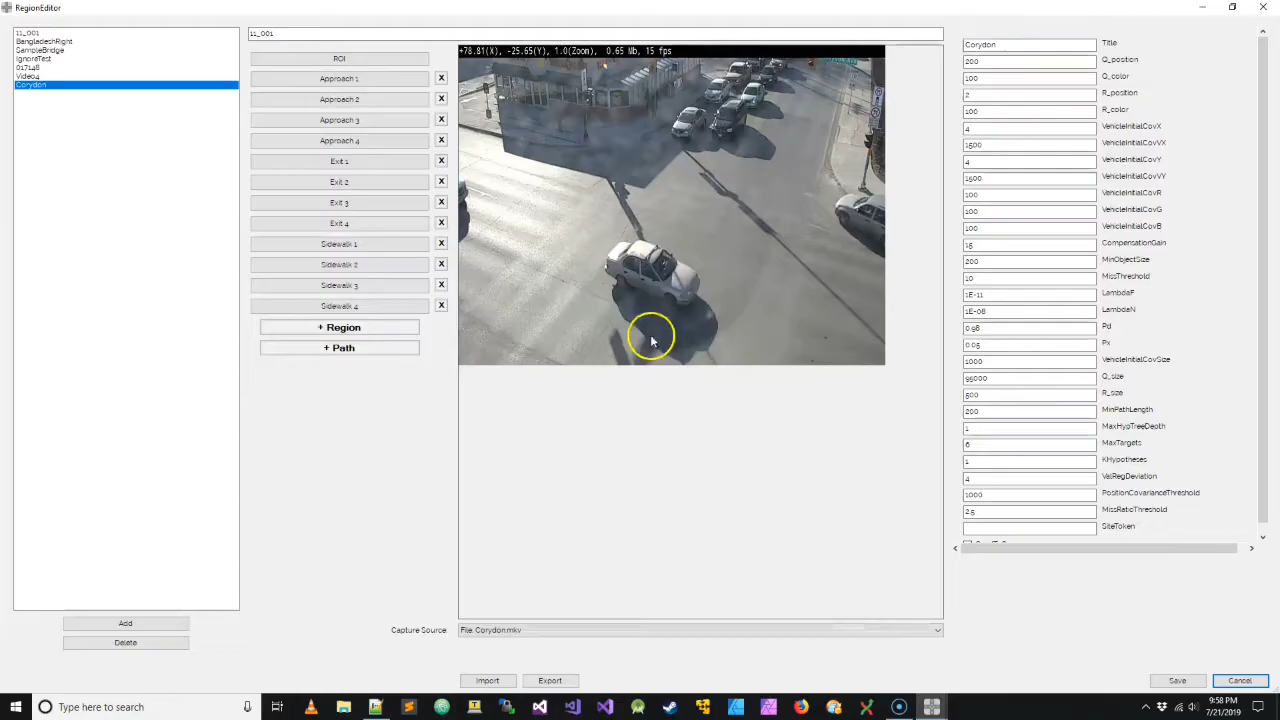 RegionEditor
11_001
BangladeshRight
SampleBridge
IgnoreTest
017148
Video4
Corydon
Add
Delete
11_001
ROI
Approach 1 X
Approach 2 X
Approach 3 X
Approach 4 X
Exit 1 X
Exit 2 X
Exit 3 X
Exit 4 X
Sidewalk 1 X
Sidewalk 2 X
Sidewalk 3 X
Sidewalk 4 X
+ Region
+ Path
+78.81(X), -25.65(Y), 1.0(Zoom), 0.65 Mb, 15 fps
Capture Source: File: Corydon.mkv
Import Export
Corydon Title
200 Q_position
100 Q_color
2 R_position
100 R_color
4 VehicleInitialCovX
1500 VehicleInitialCovVX
4 VehicleInitialCovY
1500 VehicleInitialCovVY
100 VehicleInitialCovR
100 VehicleInitialCovG
100 VehicleInitialCovB
15 CompensationGain
200 MinObjectSize
10 MissThreshold
1E-11 LambdaF
1E-08 LambdaN
0.98 Pd
0.05 Px
1000 VehicleInitialCovSize
95000 Q_size
500 R_size
200 MinPathLength
1 MaxHypTreeDepth
6 MaxTargets
1 KHypotheses
4 ValRegDeviation
1000 PositionCovarianceThreshold
2.5 MissRatioThreshold
SiteToken
Save Cancel
Type here to search
9:58 PM
7/21/2019